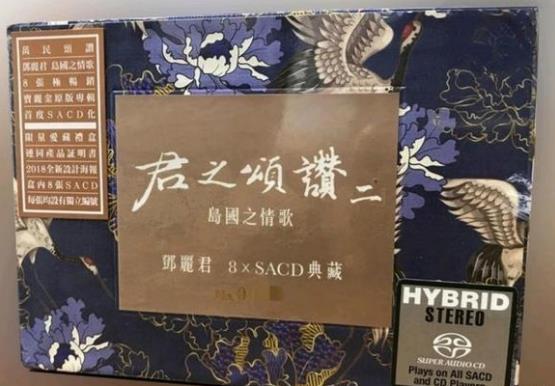 萬民頌讚
鄧麗君 島國之情歌
8張極暢銷
寶麗金原版專輯
首度SACD化
限量愛藏禮盒
連同產品証明書
2018全新設計海報
盒內8張SACD
每張均設有獨立編號
君之頌讚二
島國之情歌
鄧麗君 8×SACD典藏
HYBRID
STEREO
SUPER AUDIO CD
Plays on All SACD
and CD Players